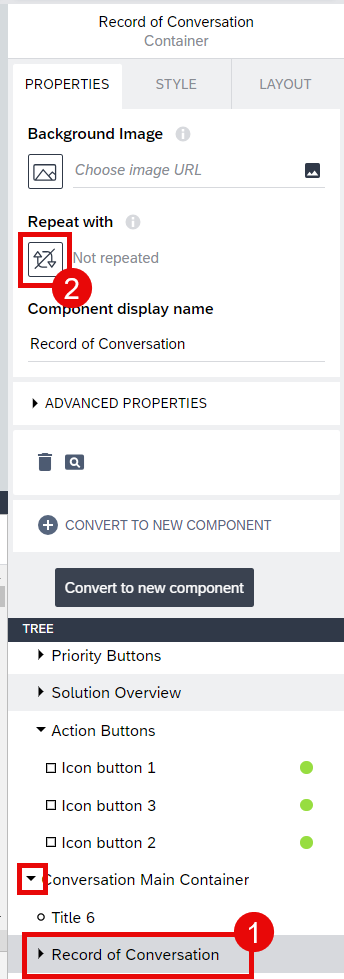 Record of Conversation
Container
PROPERTIES STYLE LAYOUT
Background Image i
Choose image URL
Repeat with i
Not repeated
2
Component display name
Record of Conversation
ADVANCED PROPERTIES
CONVERT TO NEW COMPONENT
Convert to new component
TREE
Priority Buttons
Solution Overview
Action Buttons
Icon button 1
Icon button 3
Icon button 2
Conversation Main Container
Title 6
1
Record of Conversation